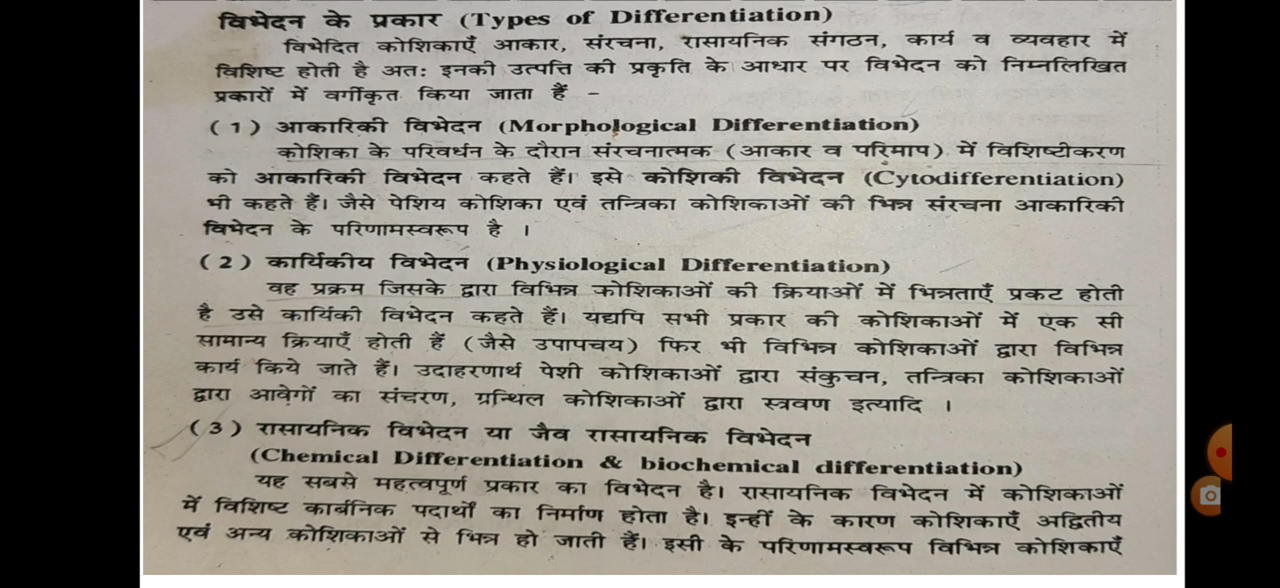 विभेदन के प्रकार (Types of Differentiation)
विभेदित कोशिकाएँ आकार, संरचना, रासायनिक संगठन, कार्य व व्यवहार में
विशिष्ट होती है अतः इनकी उत्पत्ति की प्रकृति के आधार पर विभेदन को निम्नलिखित
प्रकारों में वर्गीकृत किया जाता हैं -
(1) आकारिकी विभेदन (Morphological Differentiation)
कोशिका के परिवर्धन के दौरान संरचनात्मक (आकार व परिमाप) में विशिष्टीकरण
को आकारिकी विभेदन कहते हैं। इसे कोशिकी विभेदन (Cytodifferentiation)
भी कहते हैं। जैसे पेशिय कोशिका एवं तन्त्रिका कोशिकाओं की भिन्न संरचना आकारिकी
विभेदन के परिणामस्वरूप है ।
(2) कार्यिकीय विभेदन (Physiological Differentiation)
वह प्रक्रम जिसके द्वारा विभिन्न कोशिकाओं की क्रियाओं में भिन्नताएँ प्रकट होती
है उसे कार्यिकी विभेदन कहते हैं। यद्यपि सभी प्रकार की कोशिकाओं में एक सी
सामान्य क्रियाएँ होती हैं (जैसे उपापचय) फिर भी विभिन्न कोशिकाओं द्वारा विभिन्न
कार्य किये जाते हैं। उदाहरणार्थ पेशी कोशिकाओं द्वारा संकुचन, तन्त्रिका कोशिकाओं
द्वारा आवेगों का संचरण, ग्रन्थिल कोशिकाओं द्वारा स्त्रवण इत्यादि ।
(3) रासायनिक विभेदन या जैव रासायनिक विभेदन
(Chemical Differentiation & biochemical differentiation)
यह सबसे महत्वपूर्ण प्रकार का विभेदन है। रासायनिक विभेदन में कोशिकाओं
में विशिष्ट कार्बनिक पदार्थों का निर्माण होता है। इन्हीं के कारण कोशिकाएँ अद्वितीय
एवं अन्य कोशिकाओं से भिन्न हो जाती हैं। इसी के परिणामस्वरूप विभिन्न कोशिकाएँ